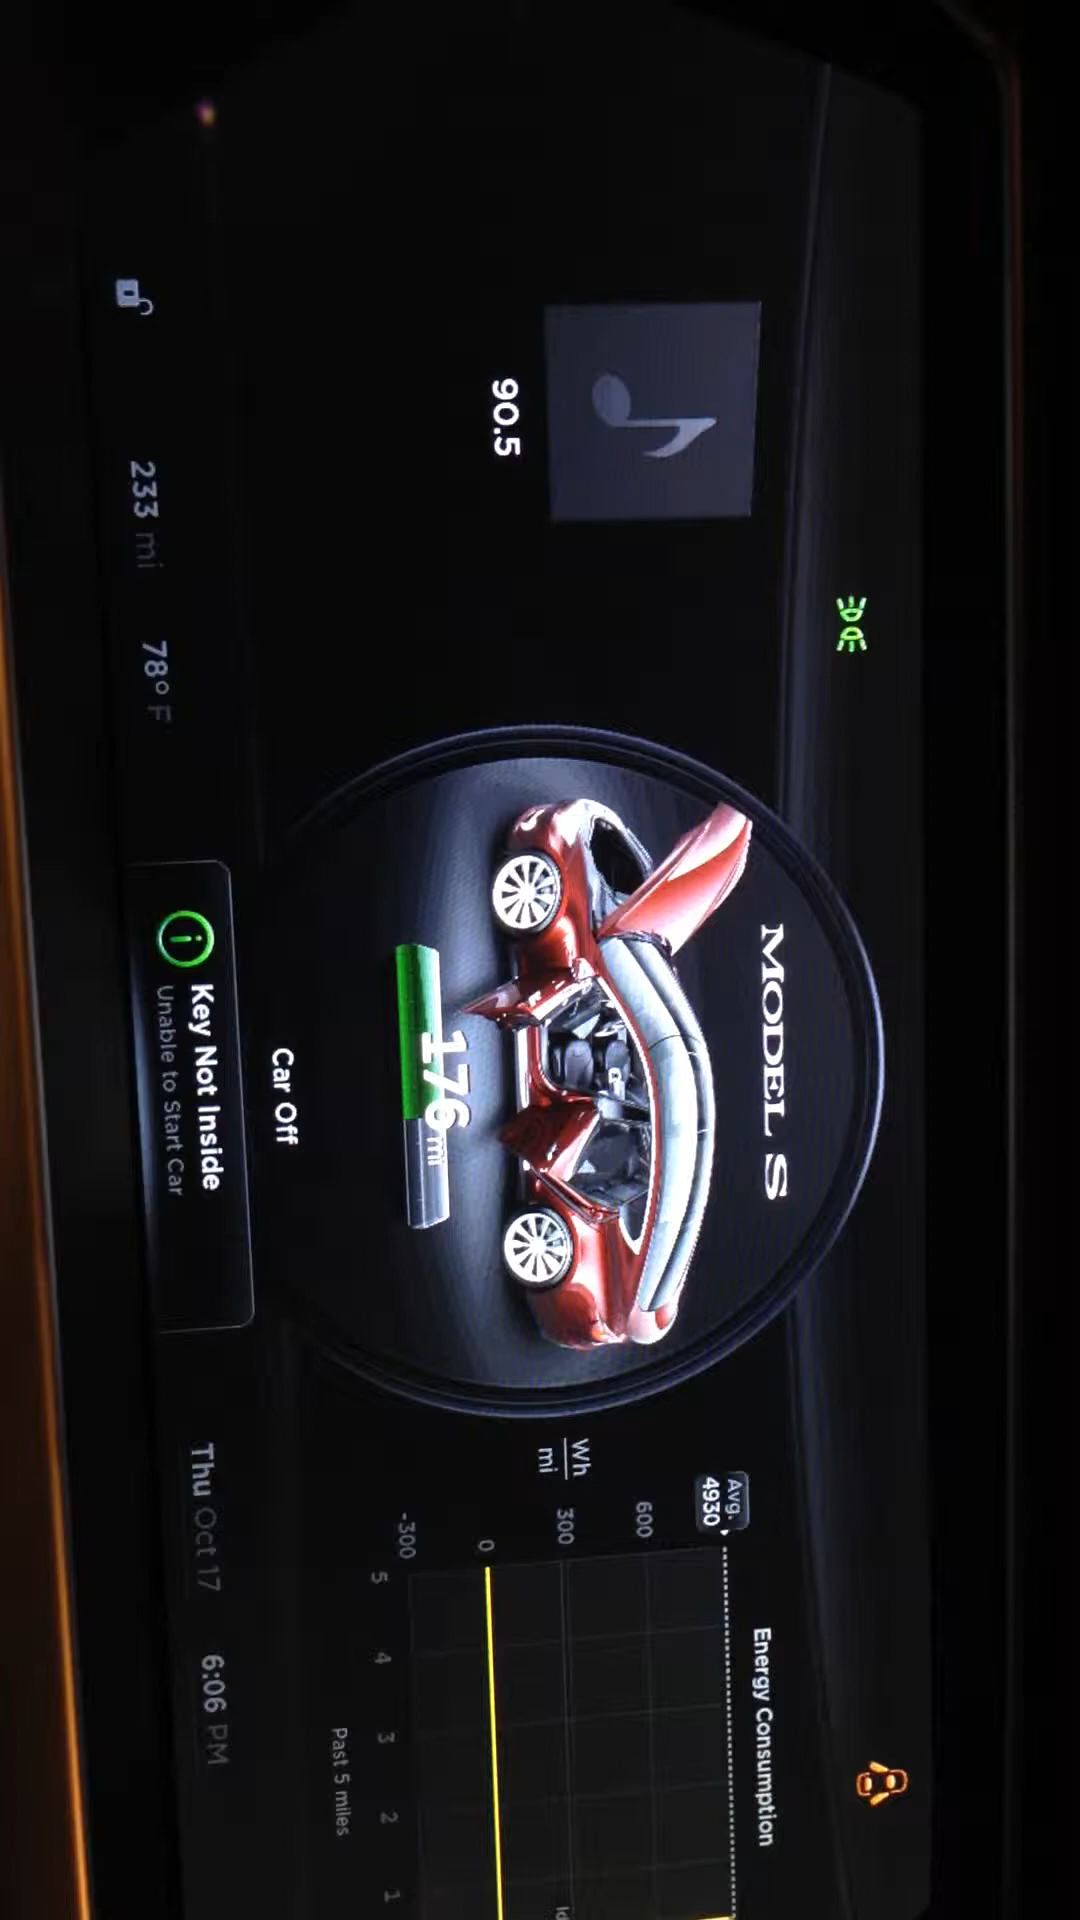 90.5
MODEL S
176 mi
Car Off
Key Not Inside
Unable to Start Car
233 mi
78° F
Energy Consumption
Avg.
4930
600
300
0
-300
Wh
mi
5 4 3 2 1
Past 5 miles
Thu Oct 17
6:06 PM